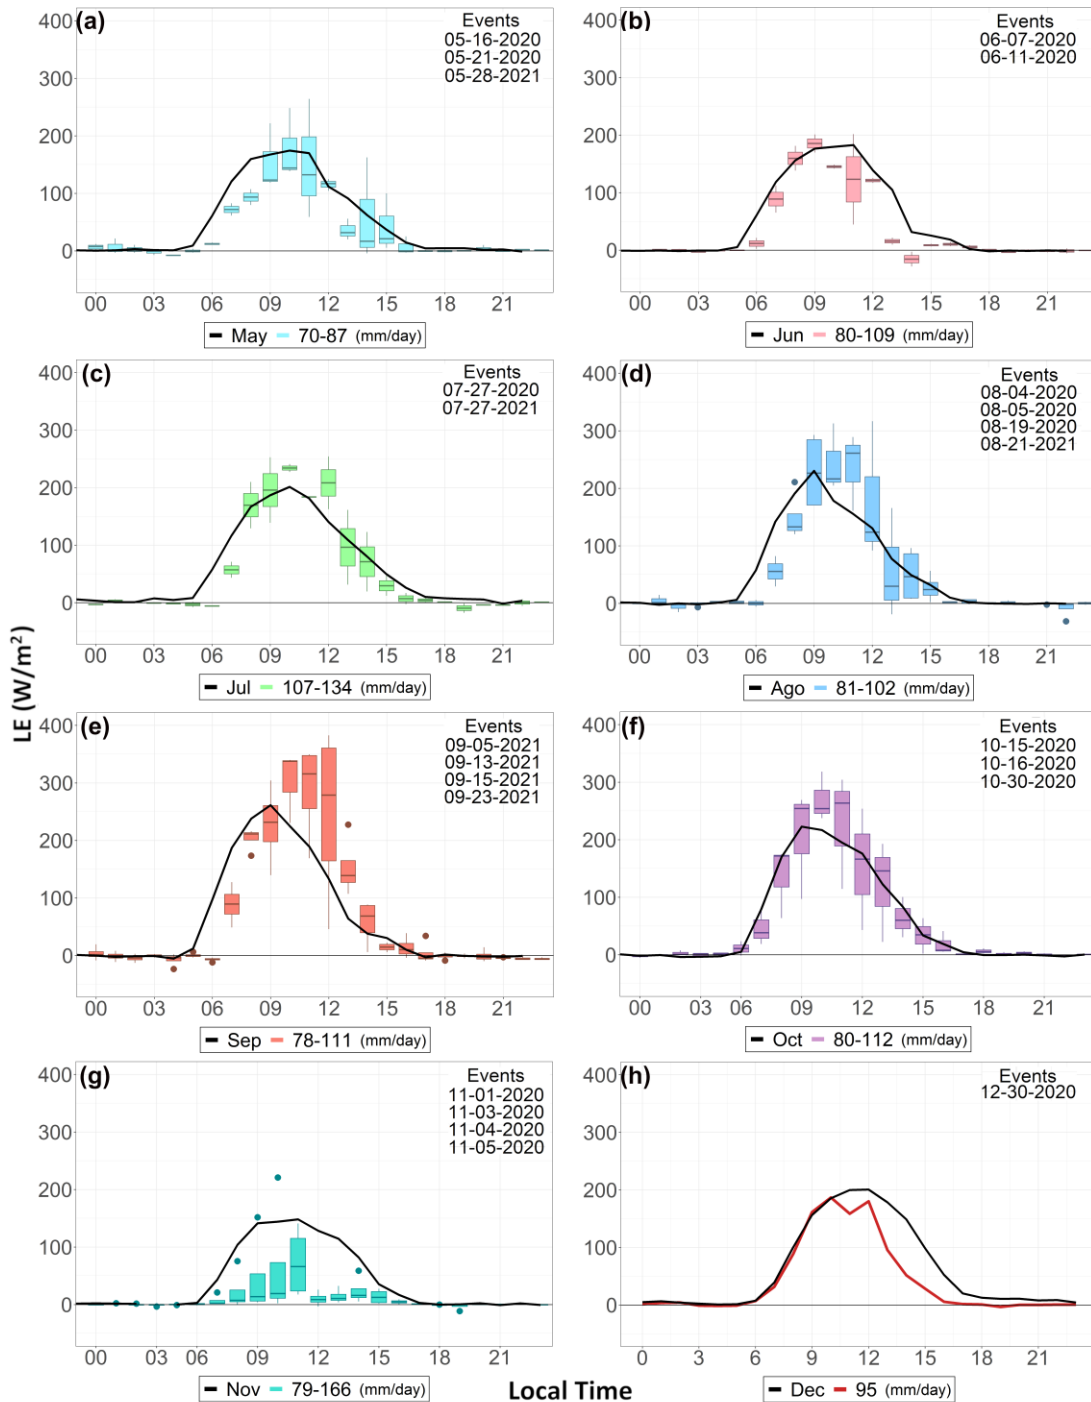 (a)
Events
05-16-2020
05-21-2020
05-28-2021
400
300
200
100
0
00 03 06 09 12 15 18 21
May 70-87 (mm/day)
(b)
Events
06-07-2020
06-11-2020
400
300
200
100
0
00 03 06 09 12 15 18 21
Jun 80-109 (mm/day)
(c)
Events
07-27-2020
07-27-2021
400
300
200
100
0
00 03 06 09 12 15 18 21
Jul 107-134 (mm/day)
(d)
Events
08-04-2020
08-05-2020
08-19-2020
08-21-2021
400
300
200
100
0
00 03 06 09 12 15 18 21
Ago 81-102 (mm/day)
LE (W/m²)
(e)
Events
09-05-2021
09-13-2021
09-15-2021
09-23-2021
400
300
200
100
0
00 03 06 09 12 15 18 21
Sep 78-111 (mm/day)
(f)
Events
10-15-2020
10-16-2020
10-30-2020
400
300
200
100
0
00 03 06 09 12 15 18 21
Oct 80-112 (mm/day)
(g)
Events
11-01-2020
11-03-2020
11-04-2020
11-05-2020
400
300
200
100
0
00 03 06 09 12 15 18 21
Nov 79-166 (mm/day)
(h)
Events
12-30-2020
400
300
200
100
0
0 3 6 9 12 15 18 21
Dec 95 (mm/day)
Local Time